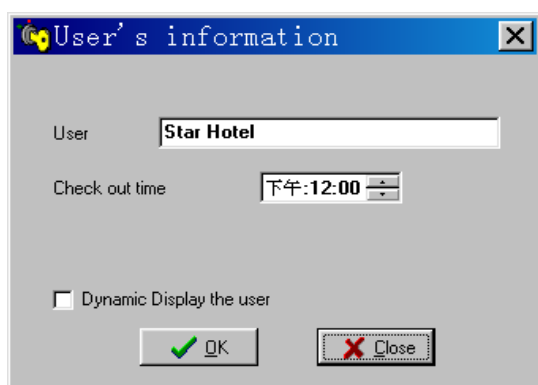 User's information
User Star Hotel
Check out time 下午:12:00
Dynamic Display the user
OK Close